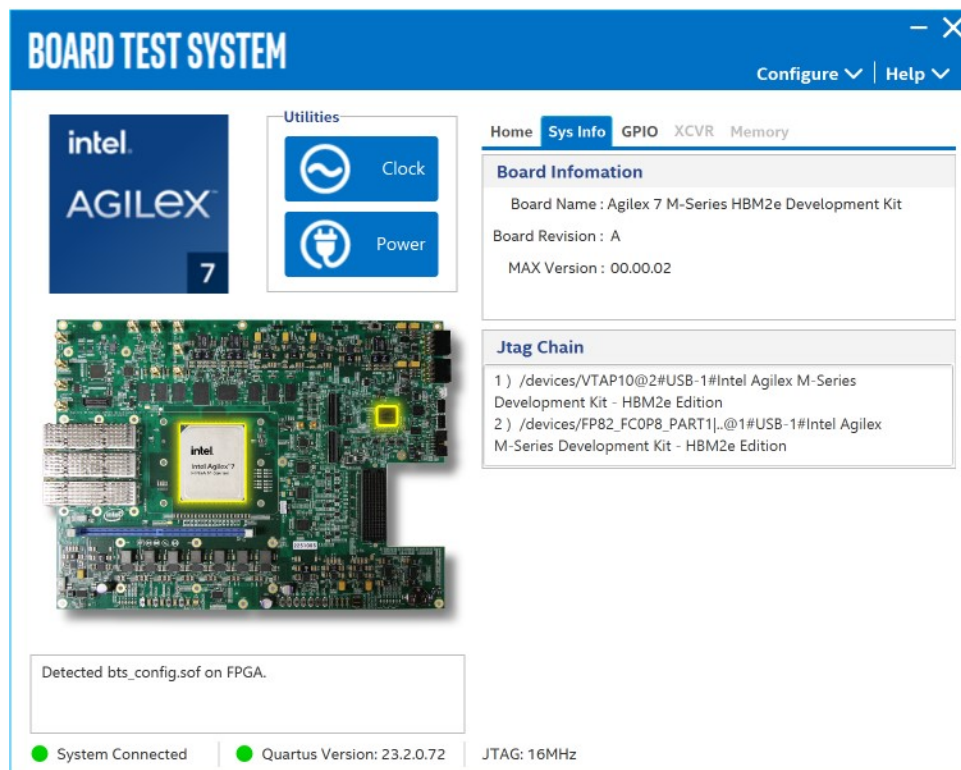 BOARD TEST SYSTEM
Configure
Help
intel.
AGILEX™
7
Utilities
Clock
Power
Home Sys Info GPIO XCVR Memory
Board Infomation
Board Name : Agilex 7 M-Series HBM2e Development Kit
Board Revision : A
MAX Version : 00.00.02
Jtag Chain
1 ) /devices/VTAP10@2#USB-1#Intel Agilex M-Series
Development Kit - HBM2e Edition
2 ) /devices/FP82_FC0P8_PART1|..@1#USB-1#Intel Agilex
M-Series Development Kit - HBM2e Edition
intel
Intel Agilex 7
intel
Detected bts_config.sof on FPGA.
System Connected
Quartus Version: 23.2.0.72
JTAG: 16MHz